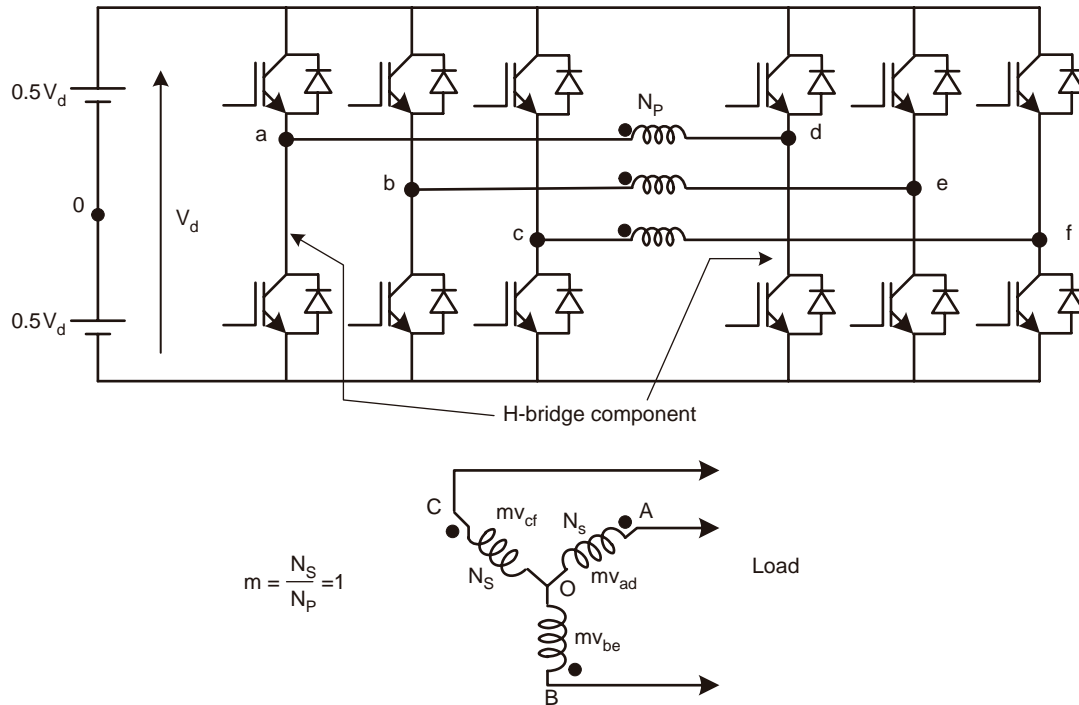 0.5V_d
N_P
a
d
b
e
0
V_d
c
f
0.5V_d
H-bridge component
C
mv_cf
N_s
A
m = N_S / N_P =1
N_S
O
mv_ad
Load
mv_be
B